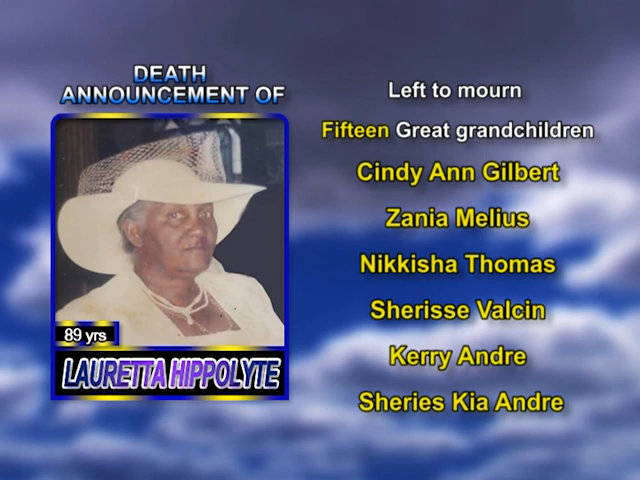 DEATH
ANNOUNCEMENT OF
89 yrs
LAURETTA HIPPOLYTE
Left to mourn
Fifteen Great grandchildren
Cindy Ann Gilbert
Zania Melius
Nikkisha Thomas
Sherisse Valcin
Kerry Andre
Sheries Kia Andre